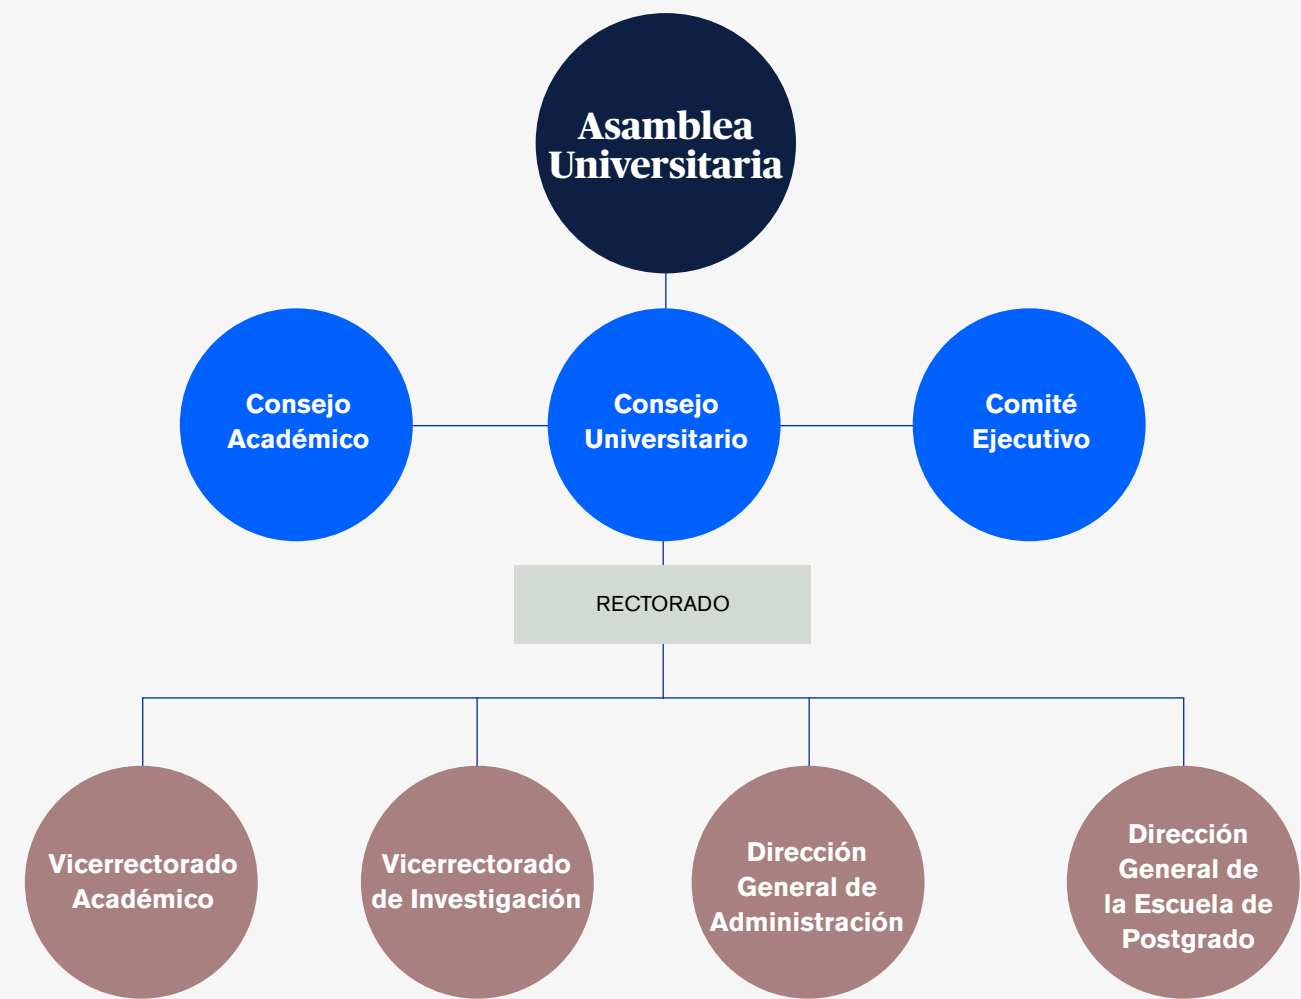 Asamblea
Universitaria
Consejo
Académico
Consejo
Universitario
Comité
Ejecutivo
RECTORADO
Vicerrectorado
Académico
Vicerrectorado
de Investigación
Dirección
General de
Administración
Dirección
General de
la Escuela de
Postgrado